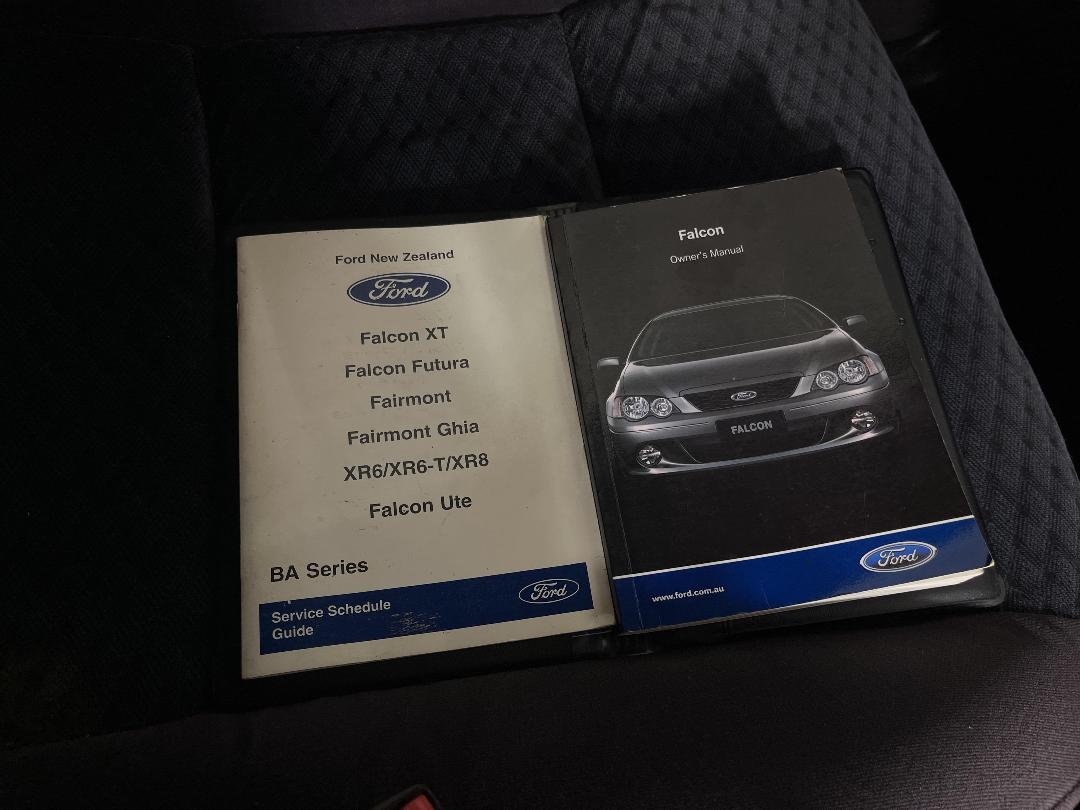 Ford New Zealand
Ford
Falcon XT
Falcon Futura
Fairmont
Fairmont Ghia
XR6/XR6-T/XR8
Falcon Ute
BA Series
Service Schedule
Guide
Ford
Falcon
Owner's Manual
Ford
FALCON
www.ford.com.au
Ford